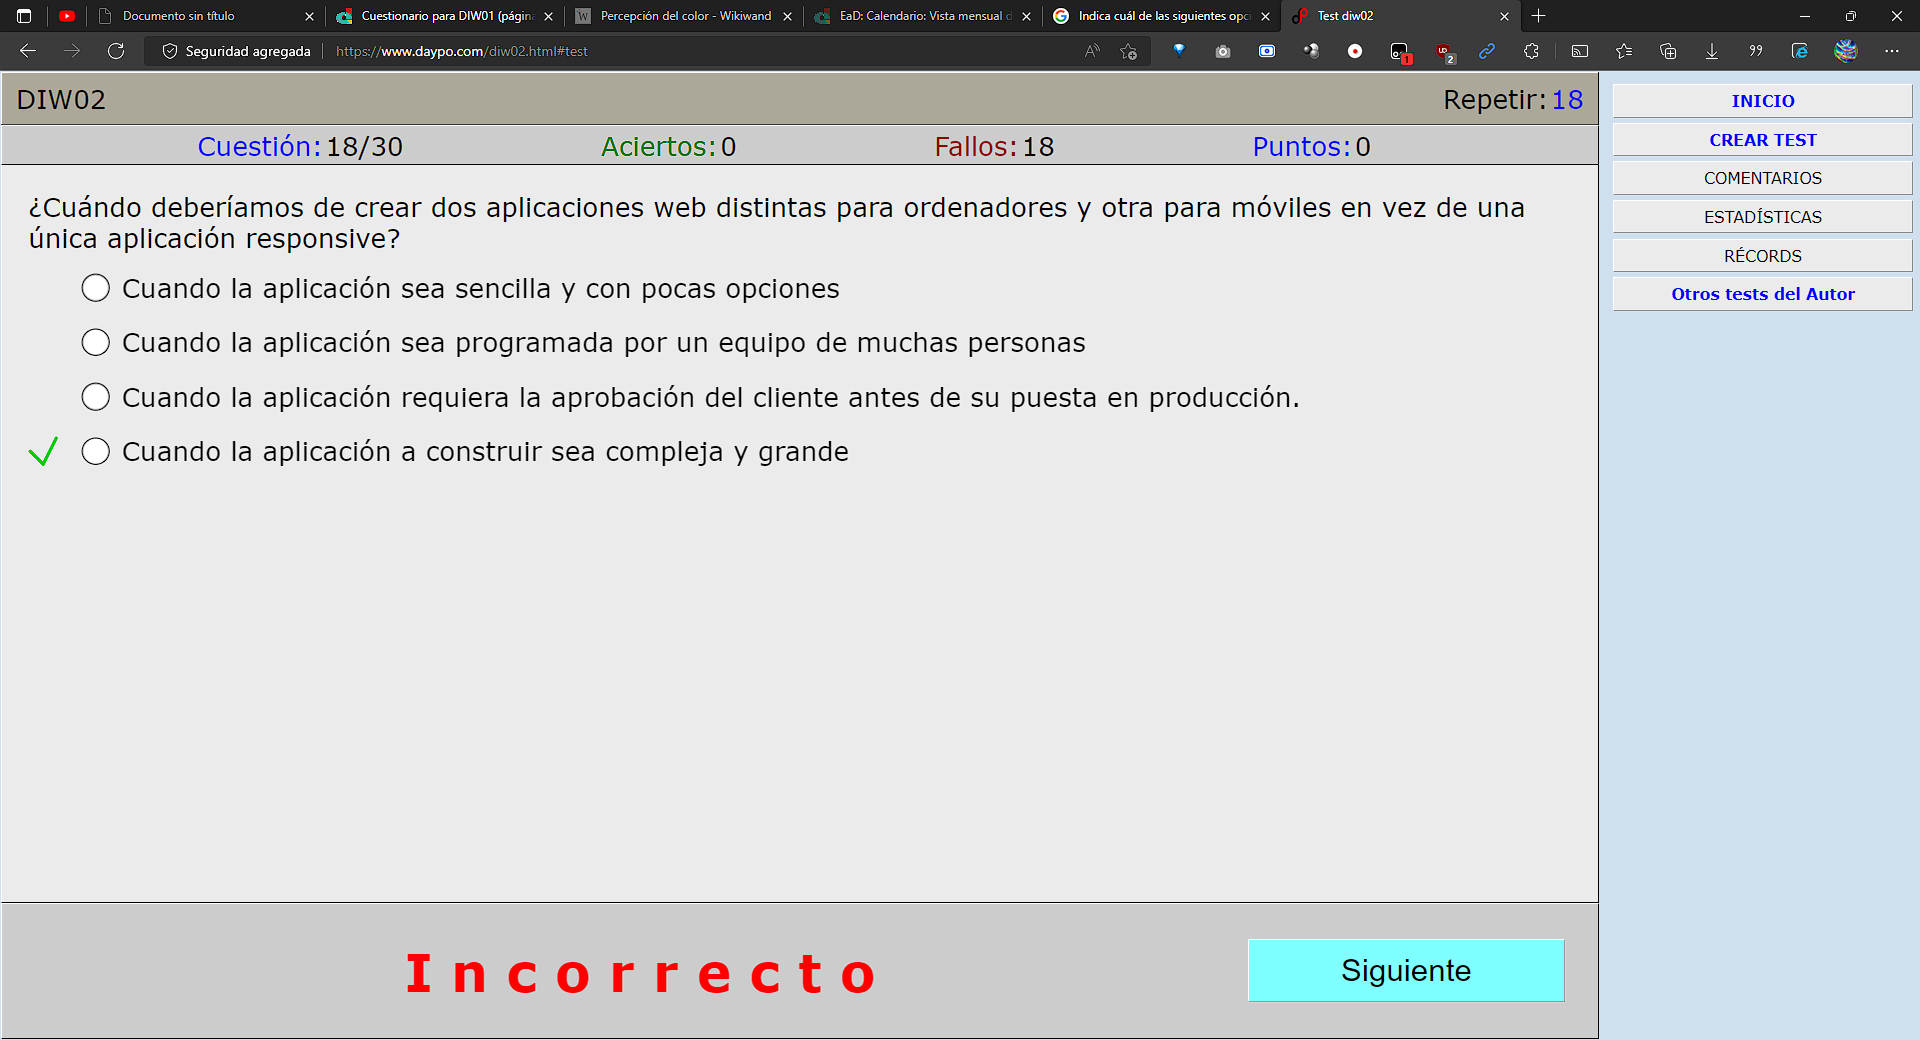 Documento sin título
Cuestionario para DIW01 (págin
Percepción del color - Wikiwand
EaD: Calendario: Vista mensual d
Indica cuál de las siguientes opc
Test diw02
Seguridad agregada
https://www.daypo.com/diw02.html#test
1
2
DIW02
Repetir: 18
Cuestión: 18/30
Aciertos: 0
Fallos: 18
Puntos: 0
¿Cuándo deberíamos de crear dos aplicaciones web distintas para ordenadores y otra para móviles en vez de una
única aplicación responsive?
Cuando la aplicación sea sencilla y con pocas opciones
Cuando la aplicación sea programada por un equipo de muchas personas
Cuando la aplicación requiera la aprobación del cliente antes de su puesta en producción.
Cuando la aplicación a construir sea compleja y grande
Incorrecto
Siguiente
INICIO
CREAR TEST
COMENTARIOS
ESTADÍSTICAS
RÉCORDS
Otros tests del Autor